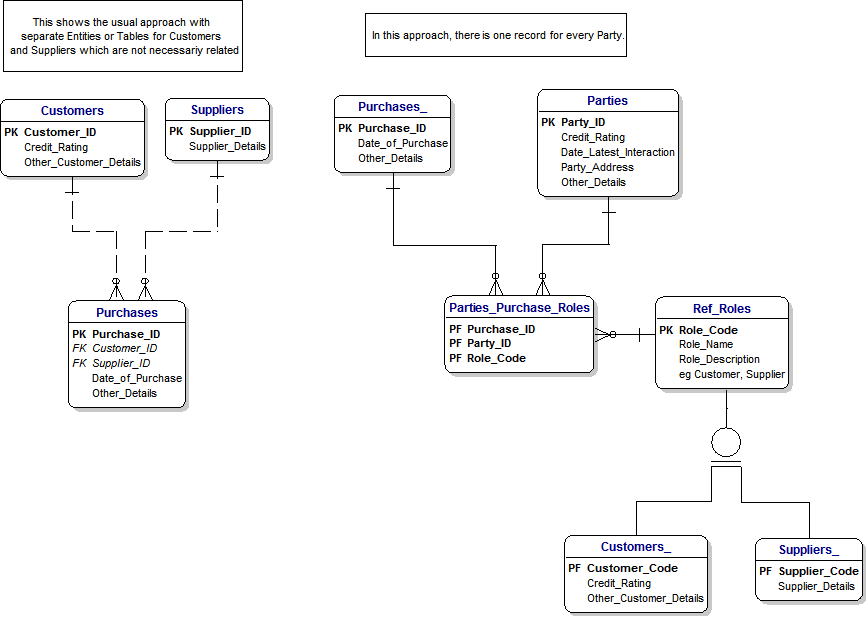 This shows the usual approach with
separate Entities or Tables for Customers
and Suppliers which are not necessariy related
In this approach, there is one record for every Party.
Customers
PK Customer_ID
Credit_Rating
Other_Customer_Details
Suppliers
PK Supplier_ID
Supplier_Details
Purchases_
PK Purchase_ID
Date_of_Purchase
Other_Details
Parties
PK Party_ID
Credit_Rating
Date_Latest_Interaction
Party_Address
Other_Details
Purchases
PK Purchase_ID
FK Customer_ID
FK Supplier_ID
Date_of_Purchase
Other_Details
Parties_Purchase_Roles
PF Purchase_ID
PF Party_ID
PF Role_Code
Ref_Roles
PK Role_Code
Role_Name
Role_Description
eg Customer, Supplier
Customers_
PF Customer_Code
Credit_Rating
Other_Customer_Details
Suppliers_
PF Supplier_Code
Supplier_Details